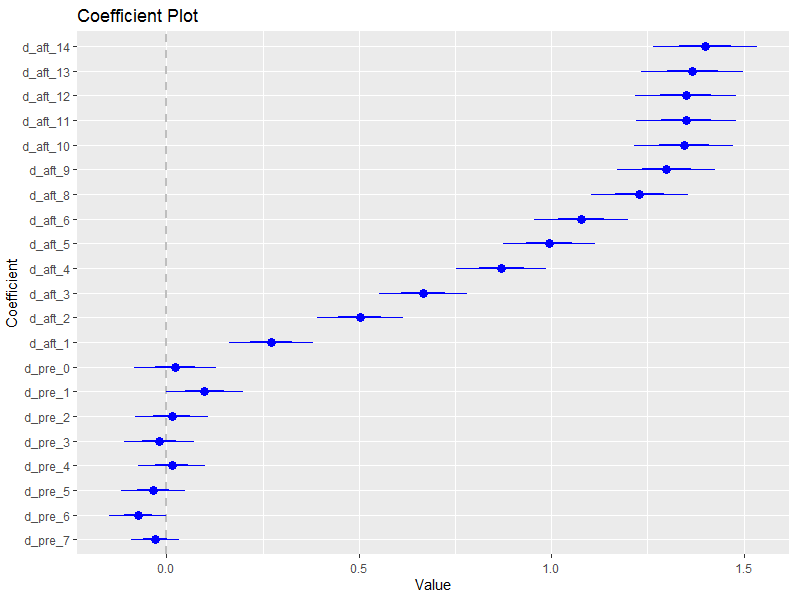 Coefficient Plot
d_aft_14
d_aft_13
d_aft_12
d_aft_11
d_aft_10
d_aft_9
d_aft_8
d_aft_6
d_aft_5
d_aft_4
d_aft_3
d_aft_2
d_aft_1
d_pre_0
d_pre_1
d_pre_2
d_pre_3
d_pre_4
d_pre_5
d_pre_6
d_pre_7
Coefficient
0.0 0.5 1.0 1.5
Value